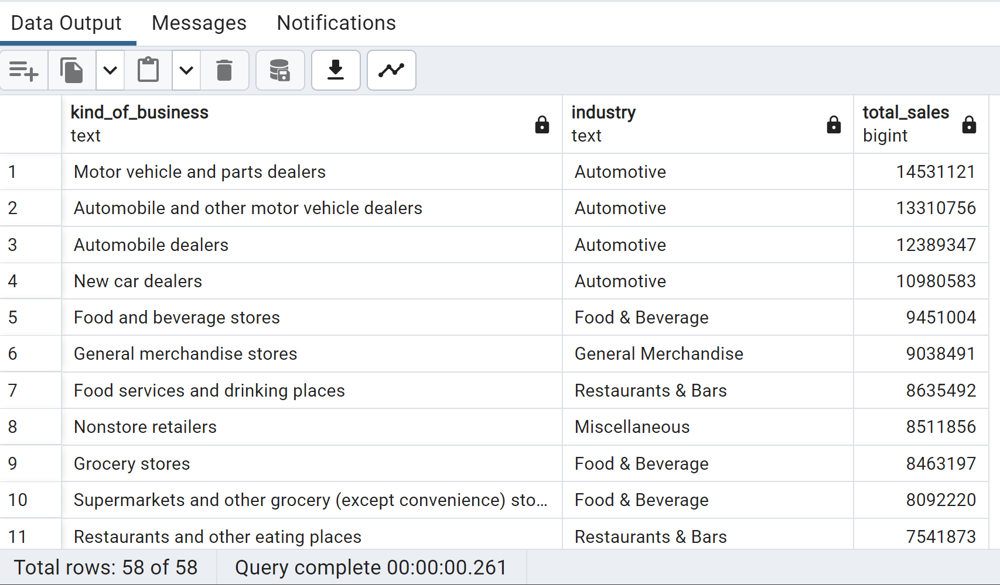 Data Output Messages Notifications
kind_of_business industry total_sales
text text bigint
1 Motor vehicle and parts dealers Automotive 14531121
2 Automobile and other motor vehicle dealers Automotive 13310756
3 Automobile dealers Automotive 12389347
4 New car dealers Automotive 10980583
5 Food and beverage stores Food & Beverage 9451004
6 General merchandise stores General Merchandise 9038491
7 Food services and drinking places Restaurants & Bars 8635492
8 Nonstore retailers Miscellaneous 8511856
9 Grocery stores Food & Beverage 8463197
10 Supermarkets and other grocery (except convenience) sto... Food & Beverage 8092220
11 Restaurants and other eating places Restaurants & Bars 7541873
Total rows: 58 of 58 Query complete 00:00:00.261